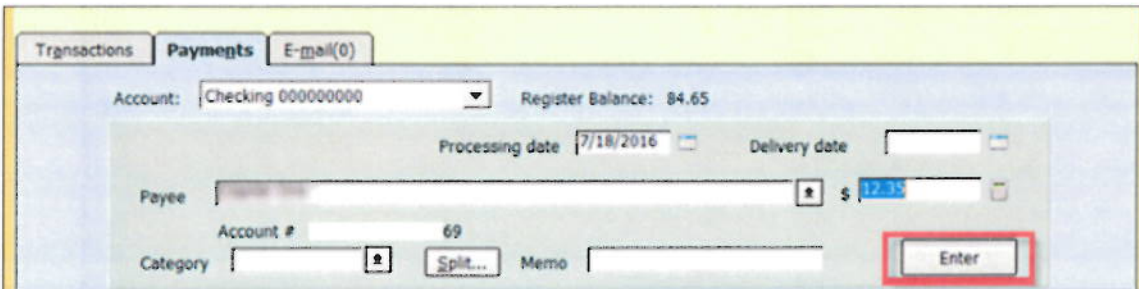 Transactions Payments E-mail(0)
Account: Checking 000000000 Register Balance: 84.65
Processing date 7/18/2016 Delivery date
Payee $ 12.35
Account # 69
Category Split... Memo Enter